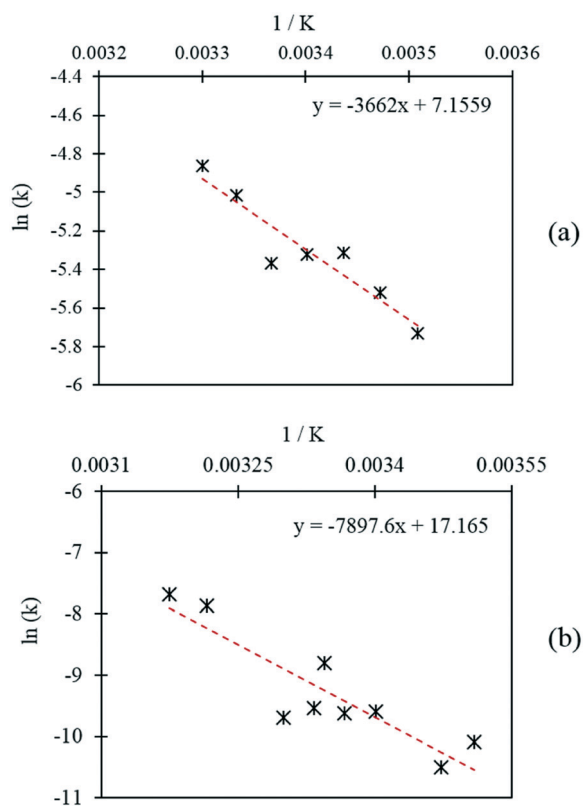 1 / K
0.0032 0.0033 0.0034 0.0035 0.0036
-4.4
y = -3662x + 7.1559
-4.8
-5
-5.2
-5.4
-5.6
-5.8
-6
ln (k)
(a)
1 / K
0.0031 0.00325 0.0034 0.00355
-6
y = -7897.6x + 17.165
-7
-8
-9
-10
-11
ln (k)
(b)